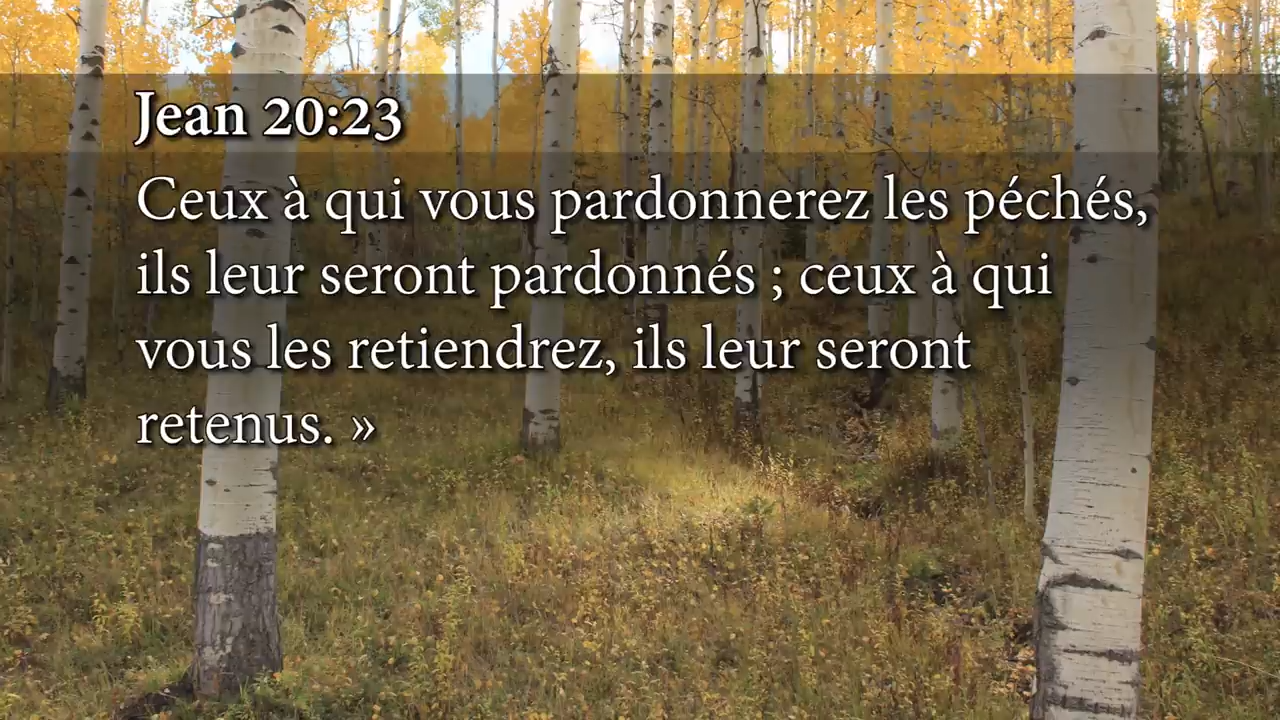 Jean 20:23
Ceux à qui vous pardonnerez les péchés,
ils leur seront pardonnés ; ceux à qui
vous les retiendrez, ils leur seront
retenus. »